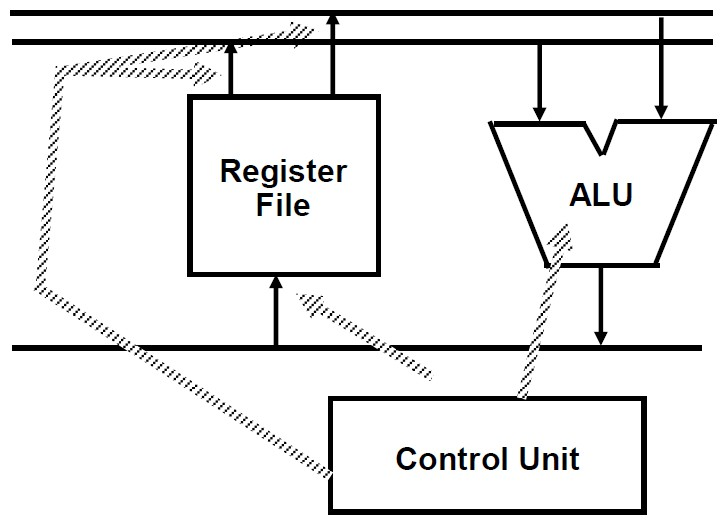 Register
File
ALU
Control Unit